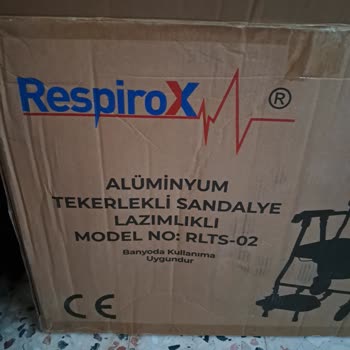 RespiroX ®
ALÜMİNYUM
TEKERLEKLİ SANDALYE
LAZIMLIKLI
MODEL NO: RLTS-02
Banyoda Kullanıma
Uygundur
CE